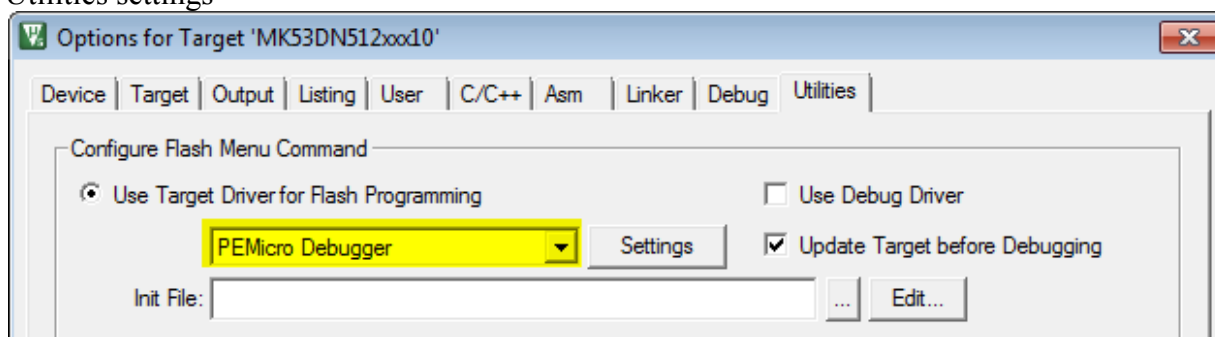 Utilities settings
Options for Target 'MK53DN512xxx10'
Device Target Output Listing User C/C++ Asm Linker Debug Utilities
Configure Flash Menu Command
Use Target Driver for Flash Programming Use Debug Driver
PEMicro Debugger Settings Update Target before Debugging
Init File: ... Edit...